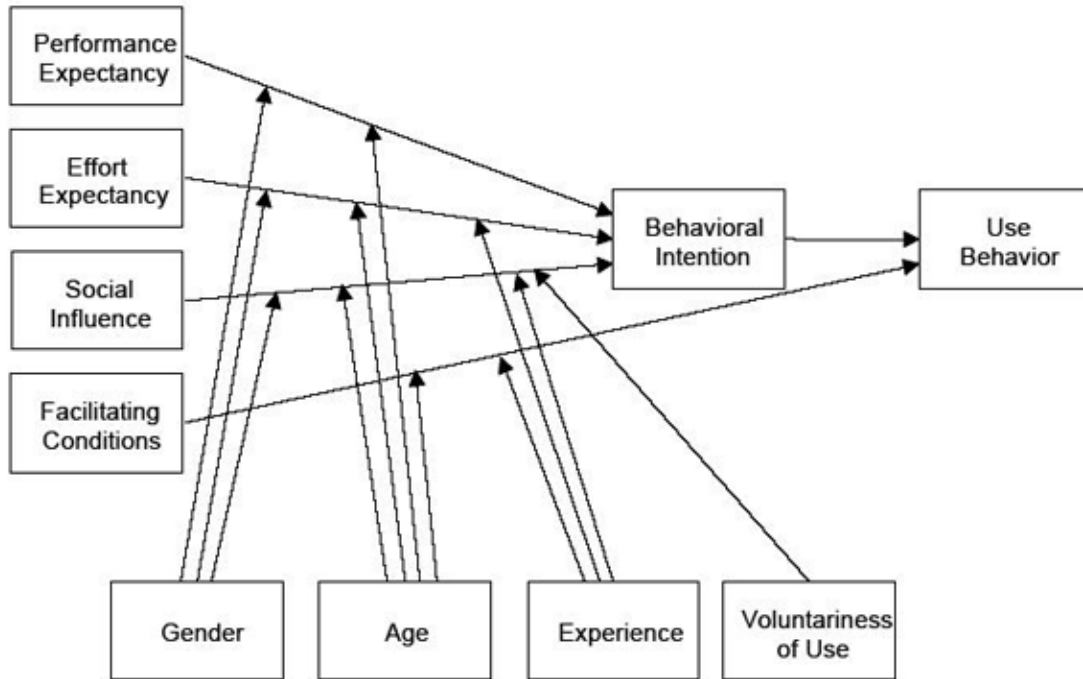 Performance
Expectancy
Effort
Expectancy
Social
Influence
Facilitating
Conditions
Behavioral
Intention
Use
Behavior
Gender
Age
Experience
Voluntariness
of Use